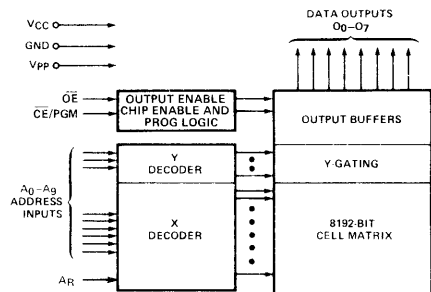 DATA OUTPUTS
O0–O7
VCC
GND
VPP
OE
CE/PGM
OUTPUT ENABLE
CHIP ENABLE AND
PROG LOGIC
OUTPUT BUFFERS
Y
DECODER
Y-GATING
A0–A9
ADDRESS
INPUTS
X
DECODER
8192-BIT
CELL MATRIX
AR